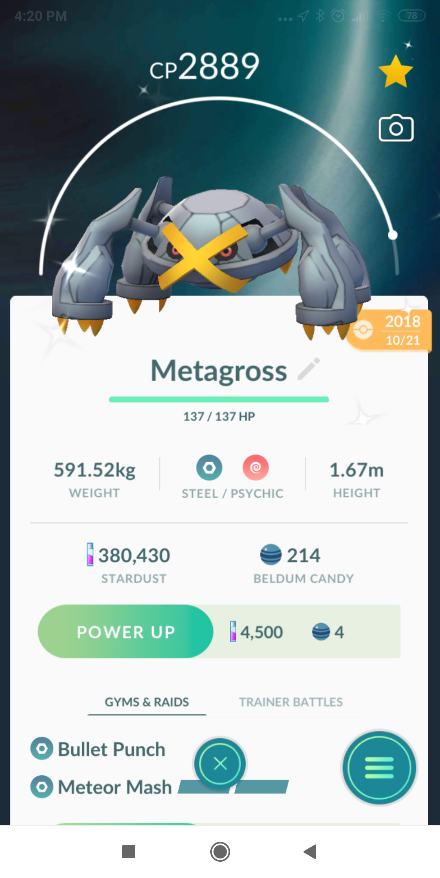 4:20 PM
78
CP2889
2018
10/21
Metagross
137 / 137 HP
591.52kg
WEIGHT
STEEL / PSYCHIC
1.67m
HEIGHT
380,430
STARDUST
214
BELDUM CANDY
POWER UP
4,500
4
GYMS & RAIDS
TRAINER BATTLES
Bullet Punch
Meteor Mash